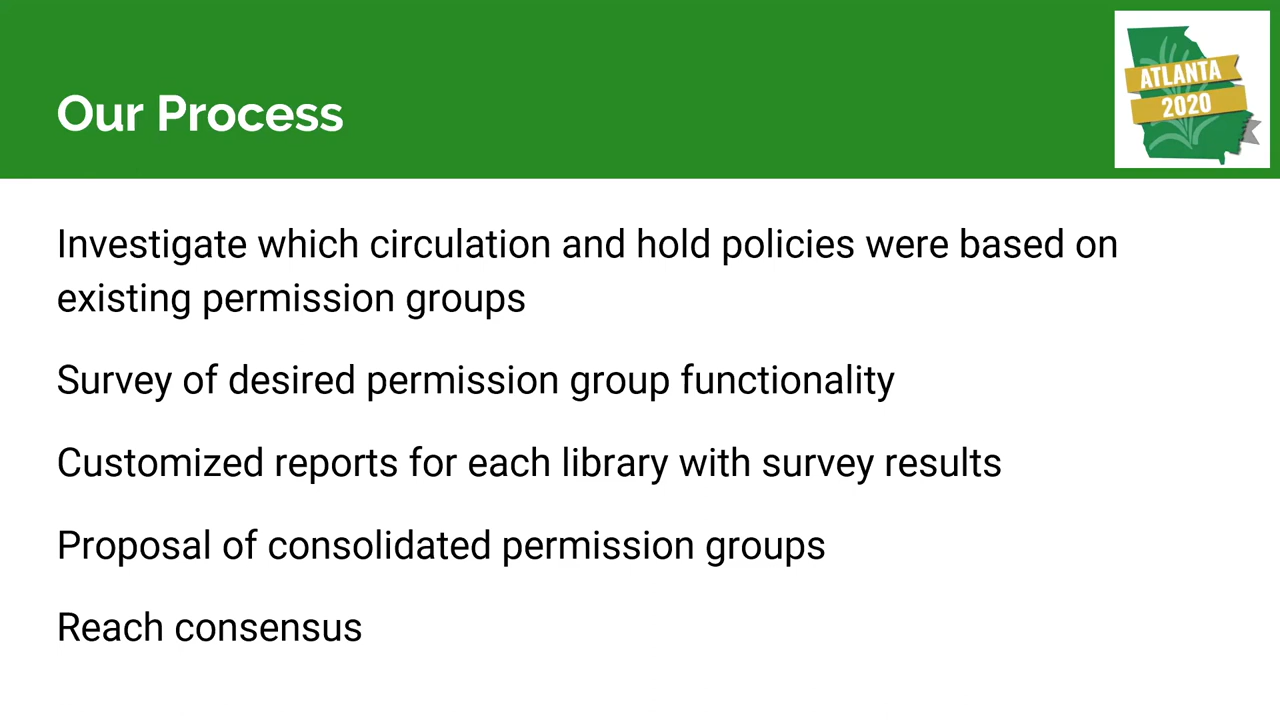 Our Process
ATLANTA
2020
Investigate which circulation and hold policies were based on
existing permission groups
Survey of desired permission group functionality
Customized reports for each library with survey results
Proposal of consolidated permission groups
Reach consensus